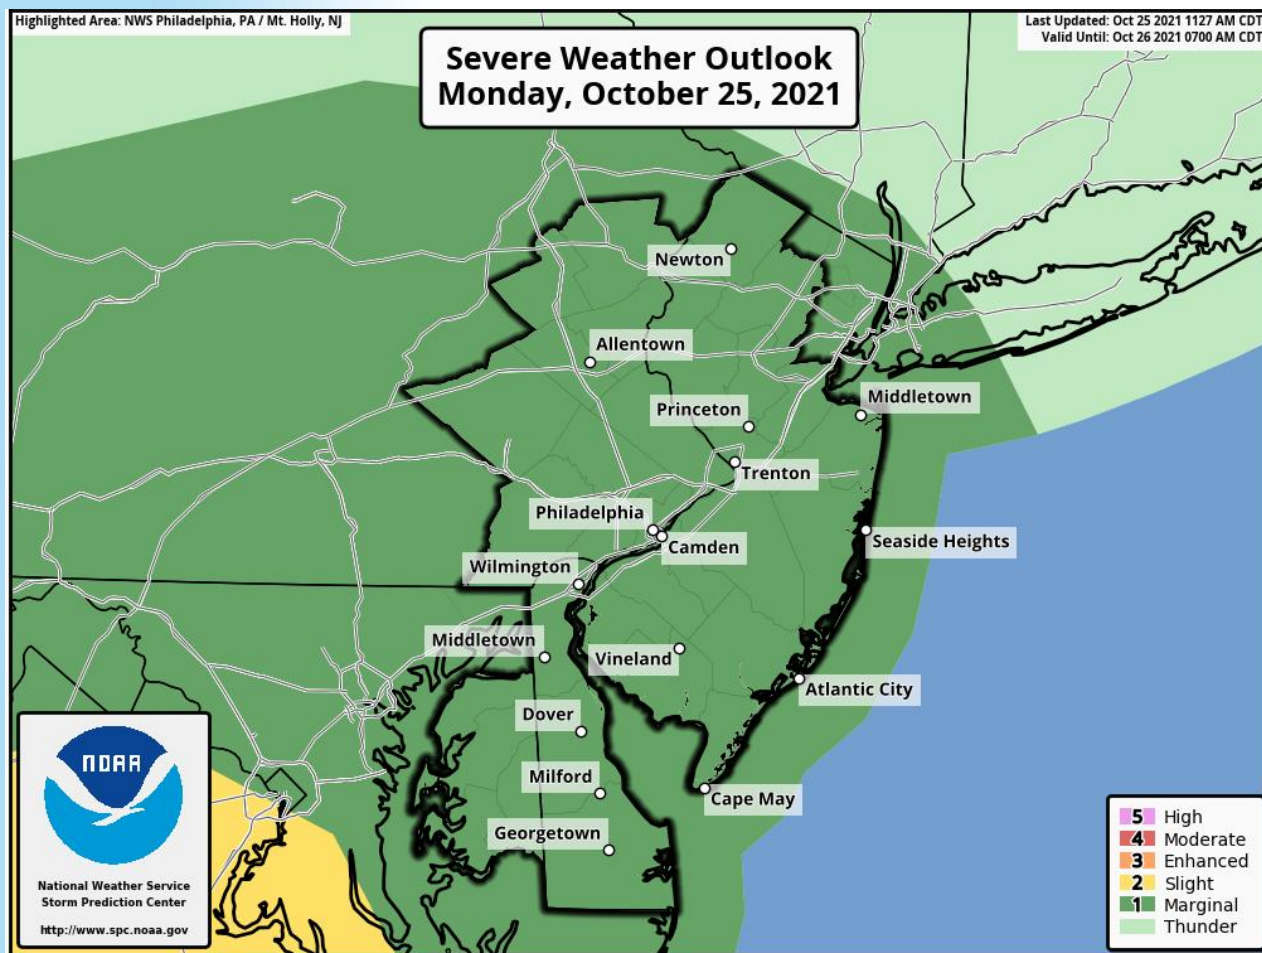 Highlighted Area: NWS Philadelphia, PA / Mt. Holly, NJ
Last Updated: Oct 25 2021 1127 AM CDT
Valid Until: Oct 26 2021 0700 AM CDT
Severe Weather Outlook
Monday, October 25, 2021
Newton
Allentown
Princeton
Middletown
Trenton
Philadelphia
Camden
Seaside Heights
Wilmington
Middletown
Vineland
Atlantic City
Dover
Milford
Cape May
Georgetown
NOAA
National Weather Service
Storm Prediction Center
http://www.spc.noaa.gov
5 High
4 Moderate
3 Enhanced
2 Slight
1 Marginal
Thunder